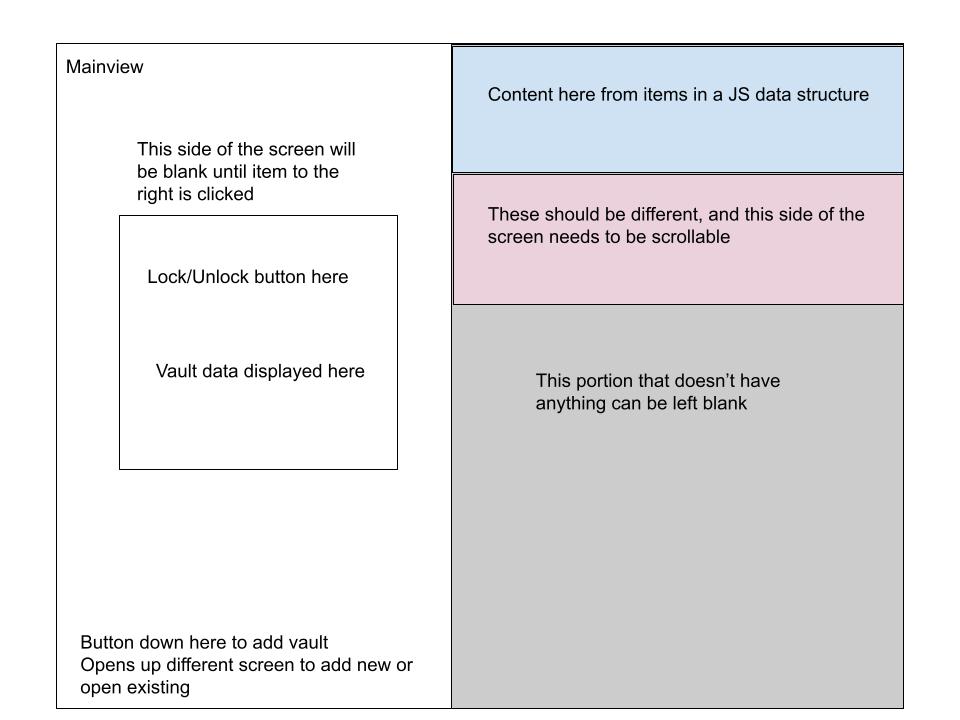 Mainview
This side of the screen will
be blank until item to the
right is clicked
Lock/Unlock button here
Vault data displayed here
Button down here to add vault
Opens up different screen to add new or
open existing
Content here from items in a JS data structure
These should be different, and this side of the
screen needs to be scrollable
This portion that doesn’t have
anything can be left blank